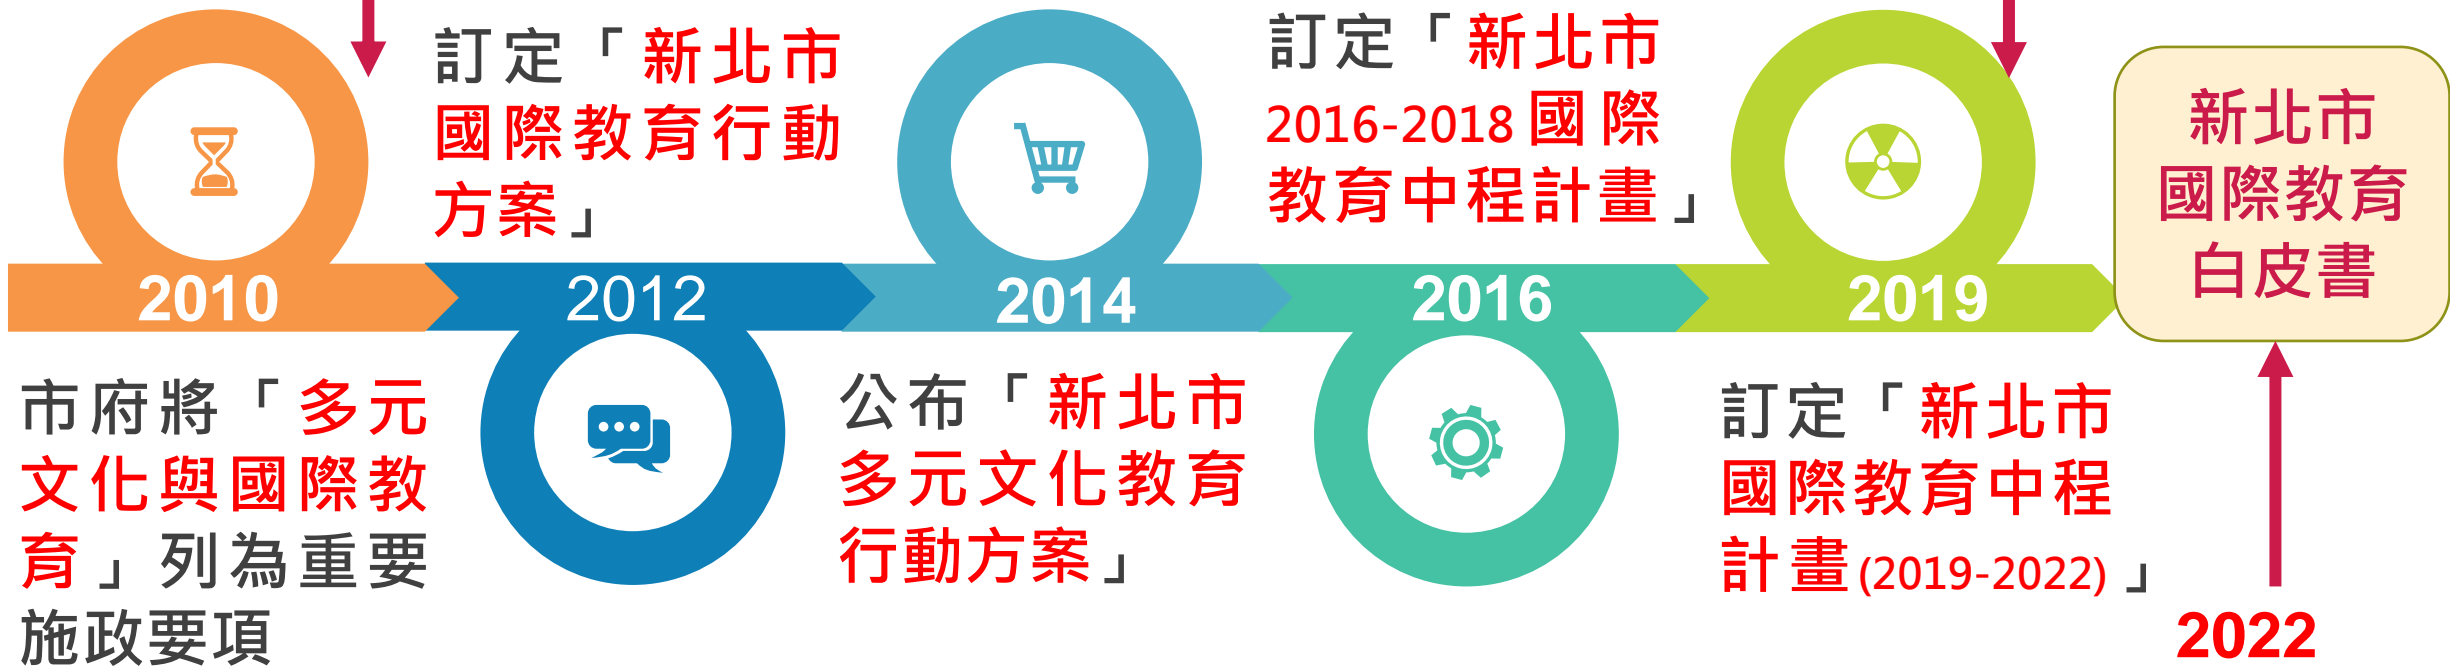 2010
市府將「多元
文化與國際教
育」列為重要
施政要項
2012
訂定「新北市
國際教育行動
方案」
2014
公布「新北市
多元文化教育
行動方案」
2016
訂定「新北市
2016-2018國際
教育中程計畫」
2019
訂定「新北市
國際教育中程
計畫(2019-2022)」
新北市
國際教育
白皮書
2022